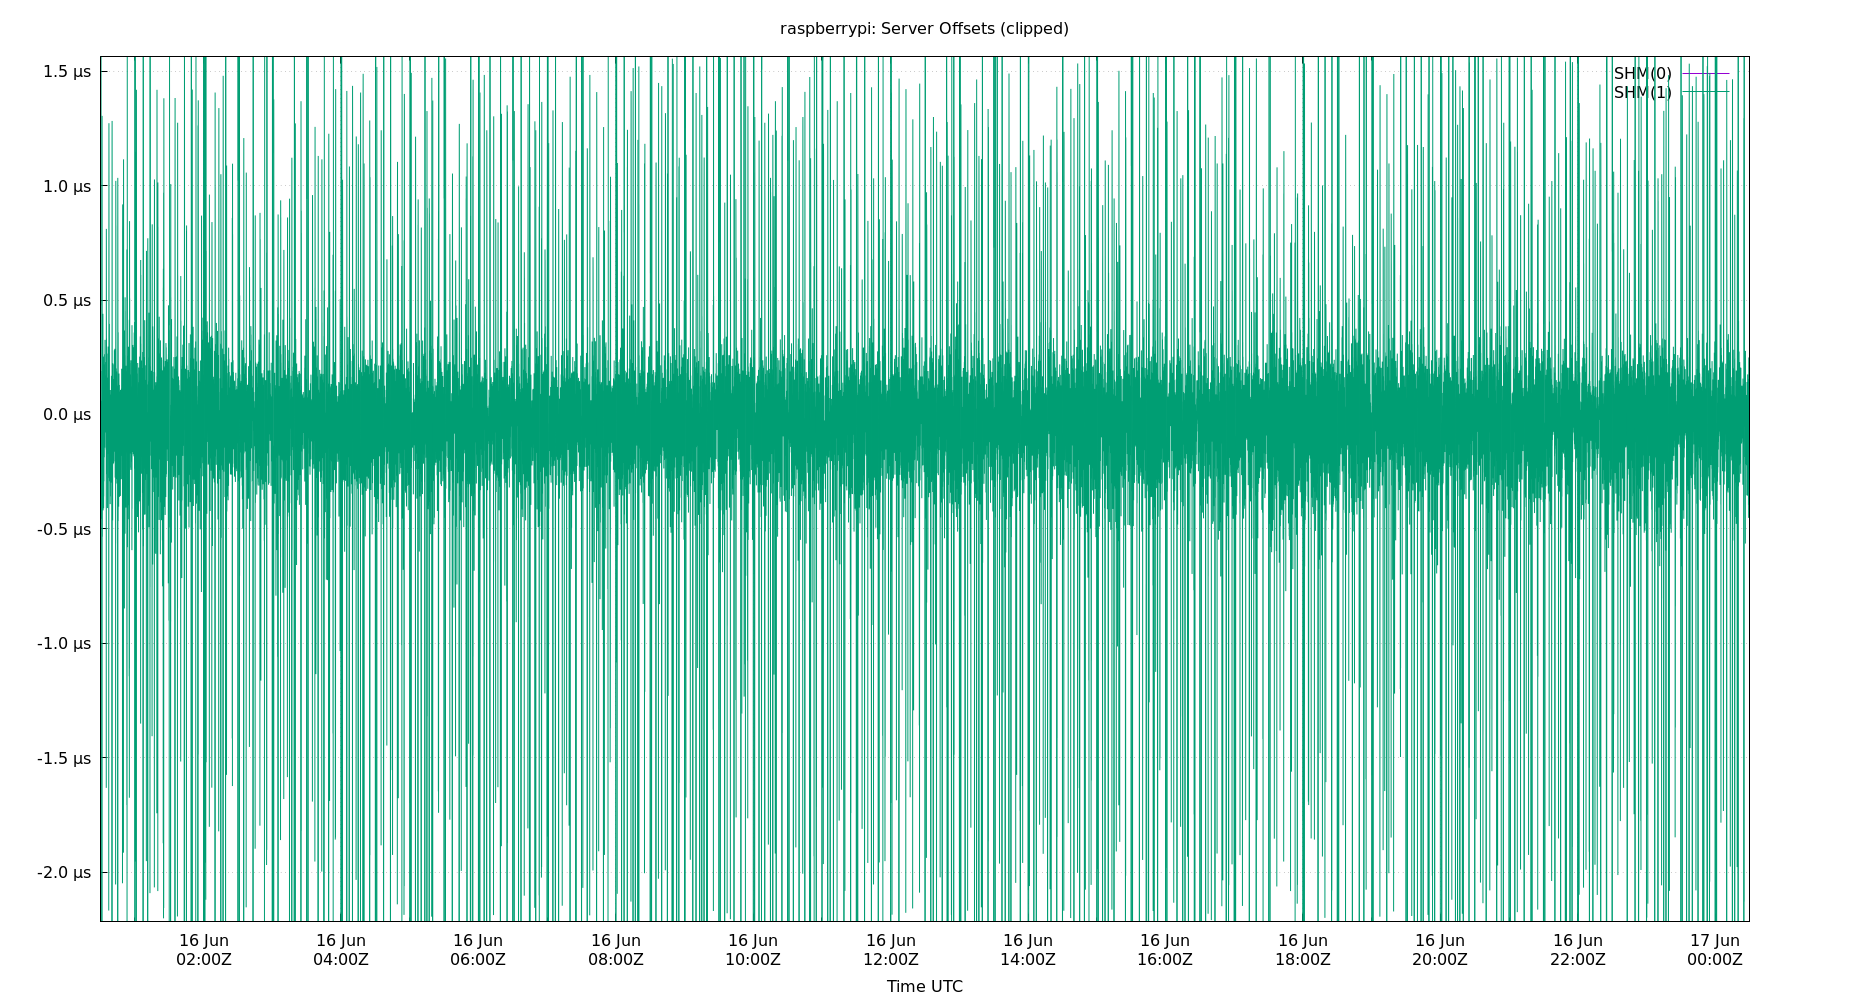 raspberrypi: Server Offsets (clipped)
1.5 µs
1.0 µs
0.5 µs
0.0 µs
-0.5 µs
-1.0 µs
-1.5 µs
-2.0 µs
SHM(0)
SHM(1)
16 Jun 16 Jun 16 Jun 16 Jun 16 Jun 16 Jun 16 Jun 16 Jun 16 Jun 16 Jun 16 Jun 17 Jun
02:00Z 04:00Z 06:00Z 08:00Z 10:00Z 12:00Z 14:00Z 16:00Z 18:00Z 20:00Z 22:00Z 00:00Z
Time UTC